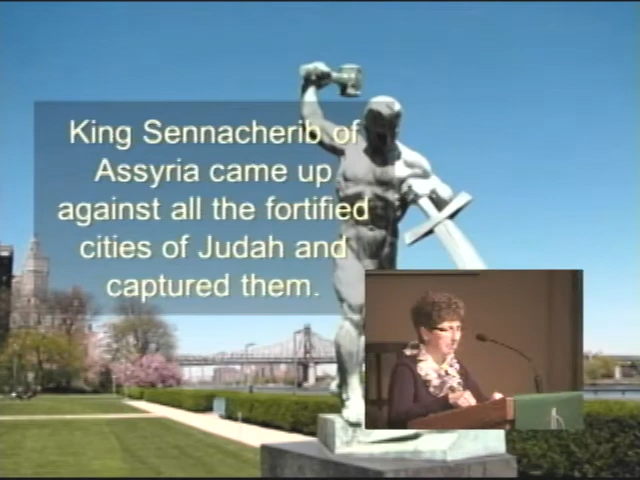 King Sennacherib of
Assyria came up
against all the fortified
cities of Judah and
captured them.